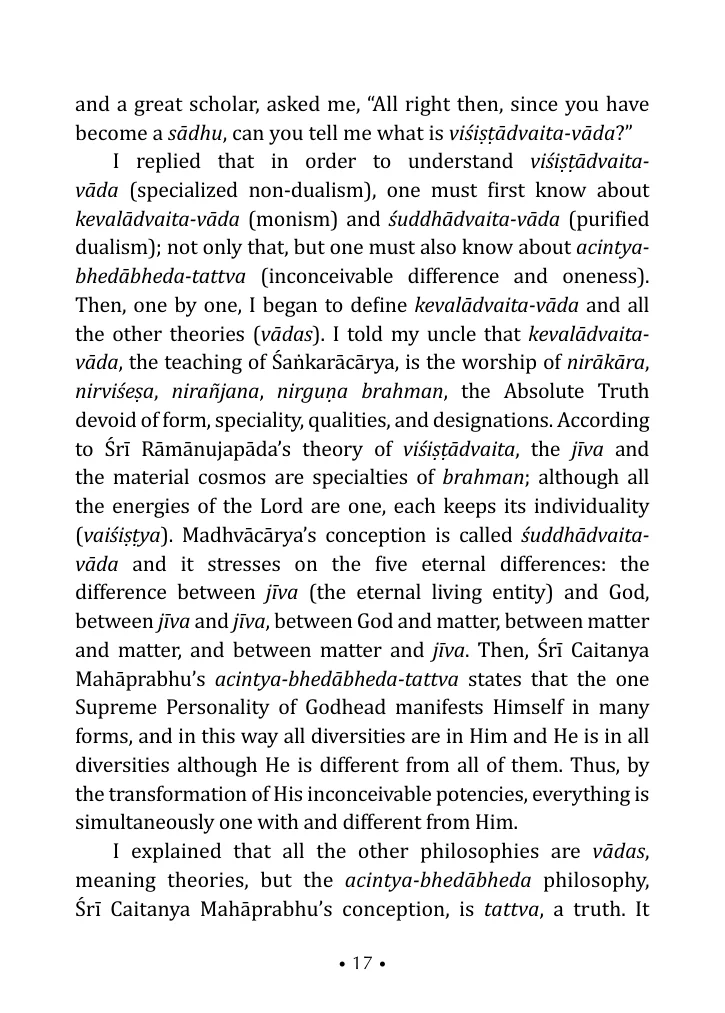 and a great scholar, asked me, “All right then, since you have
become a sādhu, can you tell me what is viśiṣṭādvaita-vāda?”
I replied that in order to understand viśiṣṭādvaita-
vāda (specialized non-dualism), one must first know about
kevalādvaita-vāda (monism) and śuddhādvaita-vāda (purified
dualism); not only that, but one must also know about acintya-
bhedābheda-tattva (inconceivable difference and oneness).
Then, one by one, I began to define kevalādvaita-vāda and all
the other theories (vādas). I told my uncle that kevalādvaita-
vāda, the teaching of Śaṅkarācārya, is the worship of nirākāra,
nirviśeṣa, nirañjana, nirguṇa brahman, the Absolute Truth
devoid of form, speciality, qualities, and designations. According
to Śrī Rāmānujapāda’s theory of viśiṣṭādvaita, the jīva and
the material cosmos are specialties of brahman; although all
the energies of the Lord are one, each keeps its individuality
(vaiśiṣṭya). Madhvācārya’s conception is called śuddhādvaita-
vāda and it stresses on the five eternal differences: the
difference between jīva (the eternal living entity) and God,
between jīva and jīva, between God and matter, between matter
and matter, and between matter and jīva. Then, Śrī Caitanya
Mahāprabhu’s acintya-bhedābheda-tattva states that the one
Supreme Personality of Godhead manifests Himself in many
forms, and in this way all diversities are in Him and He is in all
diversities although He is different from all of them. Thus, by
the transformation of His inconceivable potencies, everything is
simultaneously one with and different from Him.
I explained that all the other philosophies are vādas,
meaning theories, but the acintya-bhedābheda philosophy,
Śrī Caitanya Mahāprabhu’s conception, is tattva, a truth. It
• 17 •